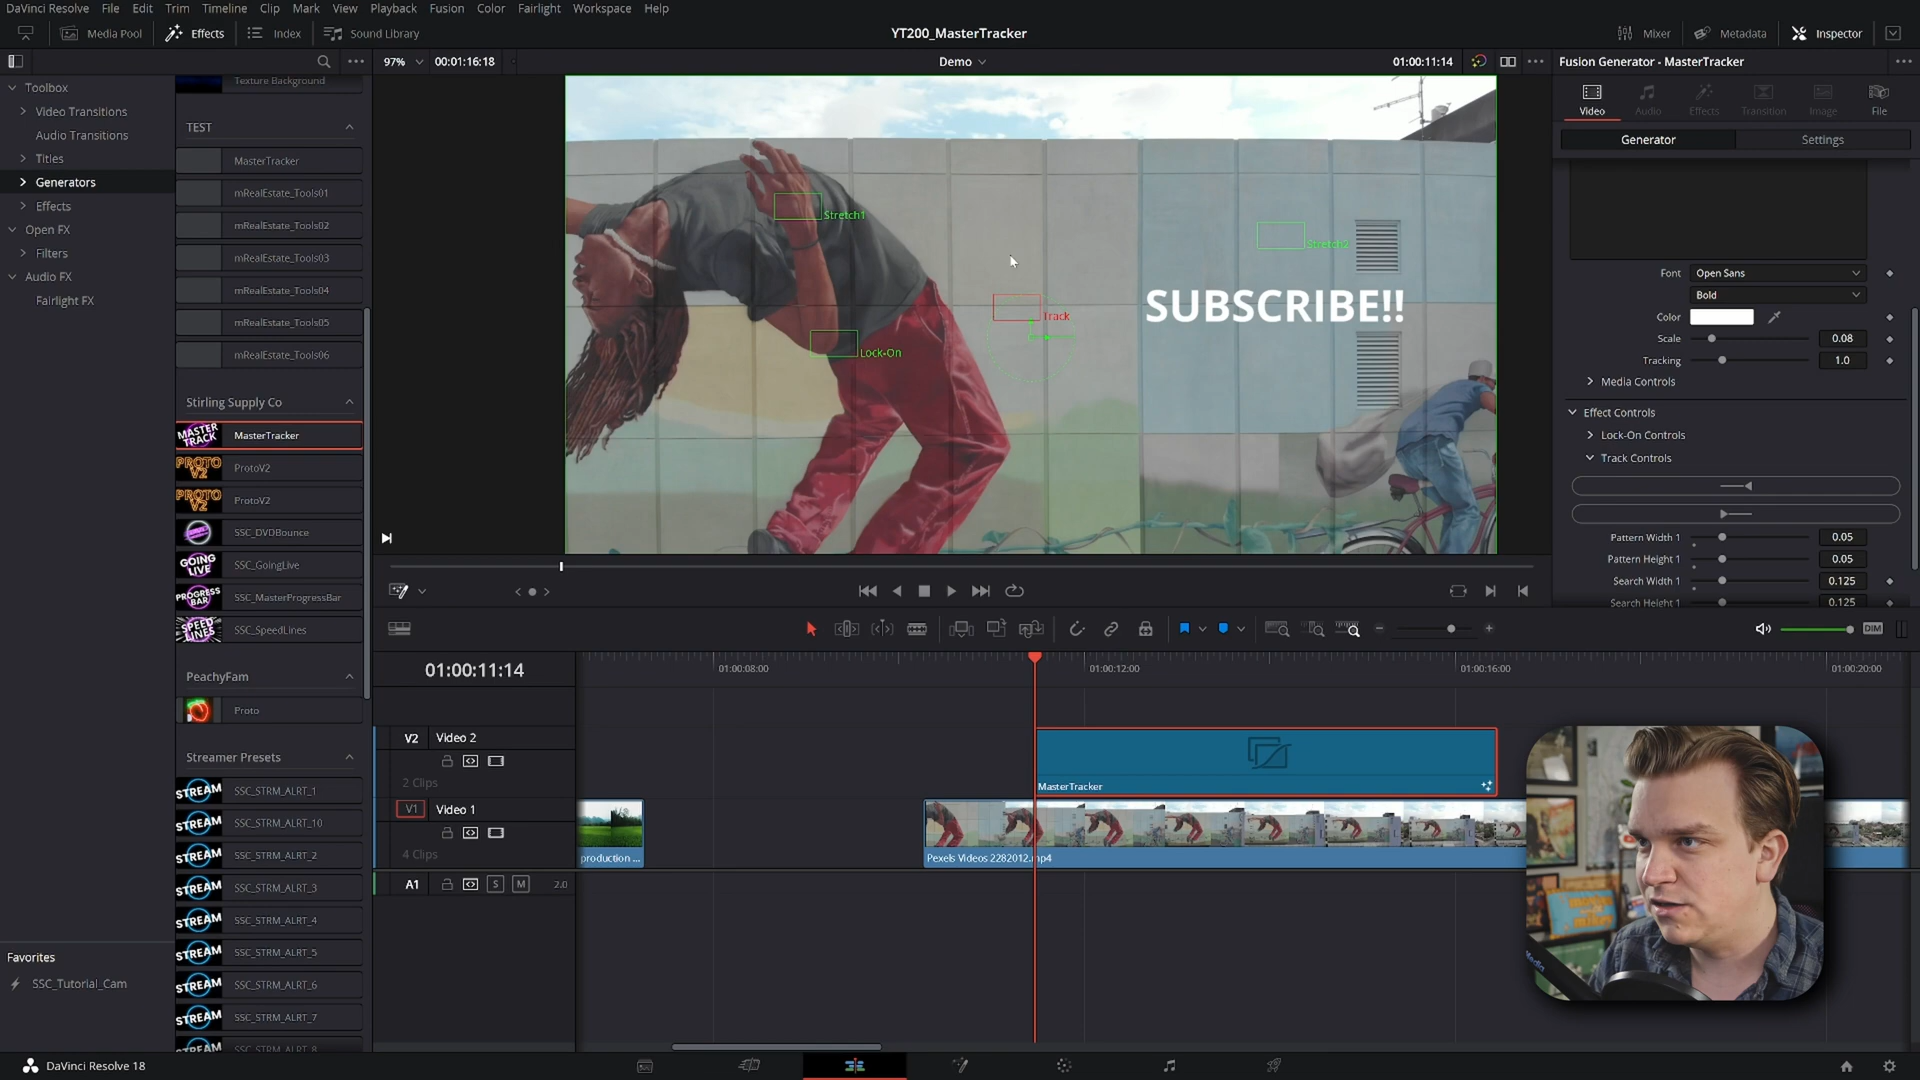 DaVinci Resolve File Edit Trim Timeline Clip Mark View Playback Fusion Color Fairlight Workspace Help
Media Pool Effects Index Sound Library YT200_MasterTracker Mixer Metadata Inspector
97% 00:01:16:18 Demo 01:00:11:14 Fusion Generator - MasterTracker
Toolbox
Video Transitions
Audio Transitions
Titles
Generators
Effects
Open FX
Filters
Audio FX
Fairlight FX
Favorites
SSC_Tutorial_Cam
Texture Background
TEST
MasterTracker
mRealEstate_Tools01
mRealEstate_Tools02
mRealEstate_Tools03
mRealEstate_Tools04
mRealEstate_Tools05
mRealEstate_Tools06
Stirling Supply Co
MASTER TRACK MasterTracker
PROTO V2 ProtoV2
PROTO V2 ProtoV2
SSC_DVDBounce
GOING LIVE SSC_GoingLive
PROGRESS BAR SSC_MasterProgressBar
SPEED LINES SSC_SpeedLines
PeachyFam
Proto
Streamer Presets
STREAM SSC_STRM_ALRT_1
STREAM SSC_STRM_ALRT_10
STREAM SSC_STRM_ALRT_2
STREAM SSC_STRM_ALRT_3
STREAM SSC_STRM_ALRT_4
STREAM SSC_STRM_ALRT_5
STREAM SSC_STRM_ALRT_6
STREAM SSC_STRM_ALRT_7
STREAM SSC_STRM_ALRT_8
Stretch1
Stretch2
SUBSCRIBE!!
Track
Lock-On
Video Audio Effects Transition Image File
Generator Settings
Font Open Sans
Bold
Color
Scale 0.08
Tracking 1.0
Media Controls
Effect Controls
Lock-On Controls
Track Controls
Pattern Width 1 0.05
Pattern Height 1 0.05
Search Width 1 0.125
Search Height 1 0.125
DIM
01:00:11:14 01:00:08:00 01:00:12:00 01:00:16:00 01:00:20:00
V2 Video 2
2 Clips
MasterTracker
V1 Video 1
4 Clips
production ... Pexels Videos 2282012.mp4
A1 S M 2.0
DaVinci Resolve 18